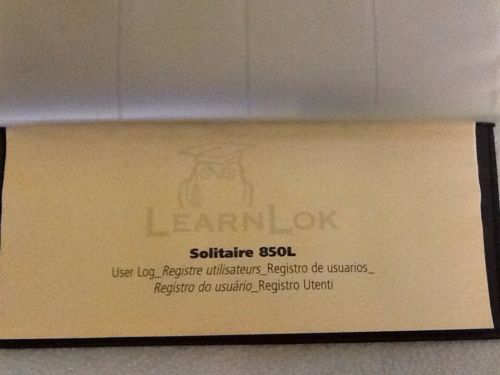 LEARNLOK
Solitaire 850L
User Log_Registre utilisateurs_Registro de usuarios_
Registro do usuário_Registro Utenti